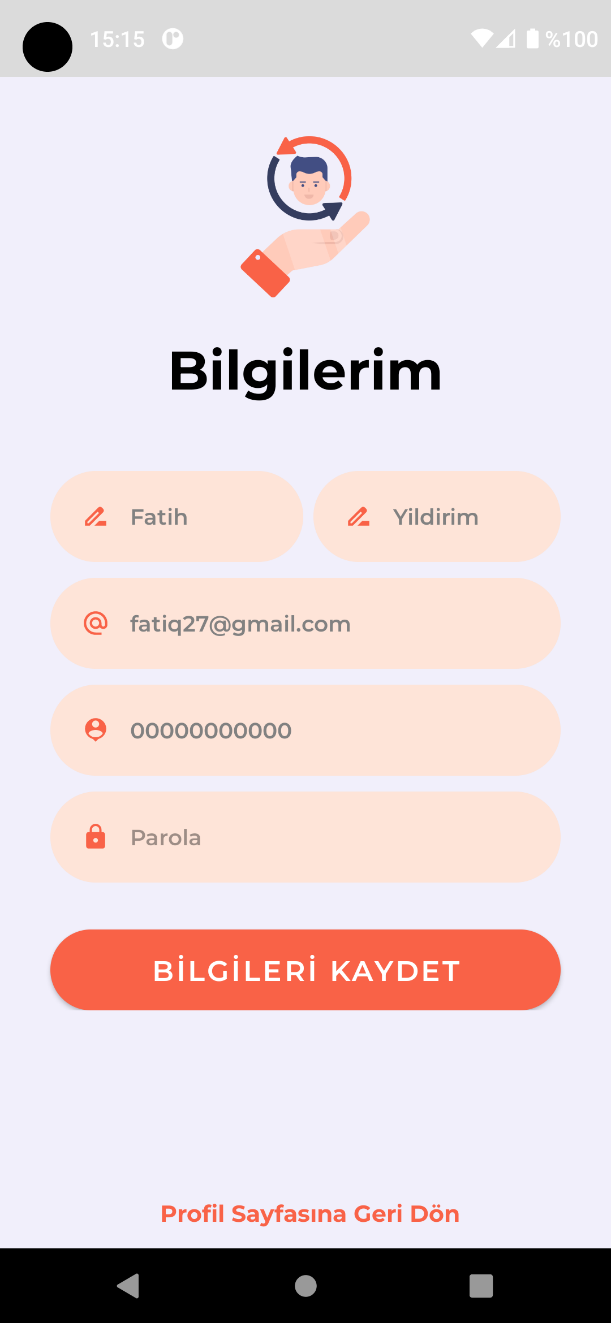 15:15 %100
Bilgilerim
Fatih Yildirim
fatiq27@gmail.com
00000000000
Parola
BİLGİLERİ KAYDET
Profil Sayfasına Geri Dön